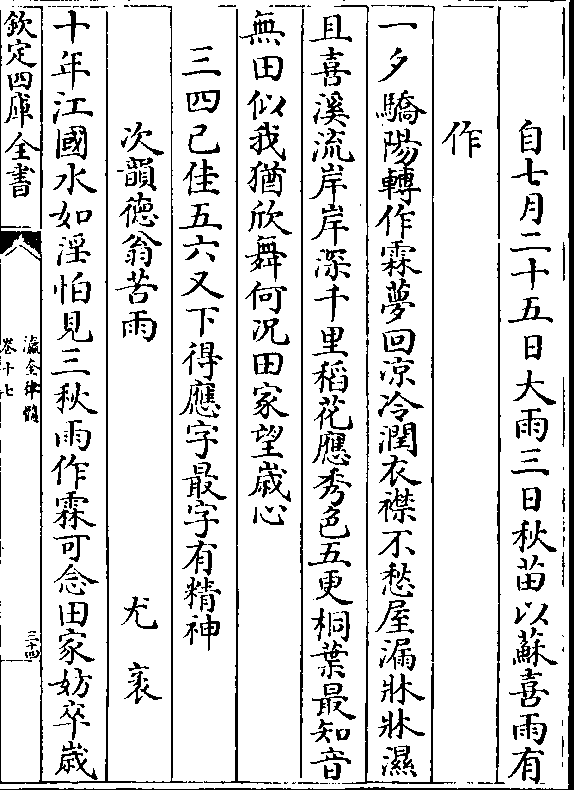 自七月二十五日大雨三日秋苗以蘇喜雨有
作
一夕驕陽轉作霖夢回凉冷潤衣襟不愁屋漏牀牀濕
且喜溪流岸岸深千里稻花應秀色五更桐葉最知音
無田似我猶欣舞何况田家望嵗心
三四已佳五六又下得應字最字有精神
次韻德翁苦雨 尤袤
十年江國水如淫怕見三秋雨作霖可念田家妨卒嵗
欽定四庫全書
瀛奎律髓
卷十七
三十四